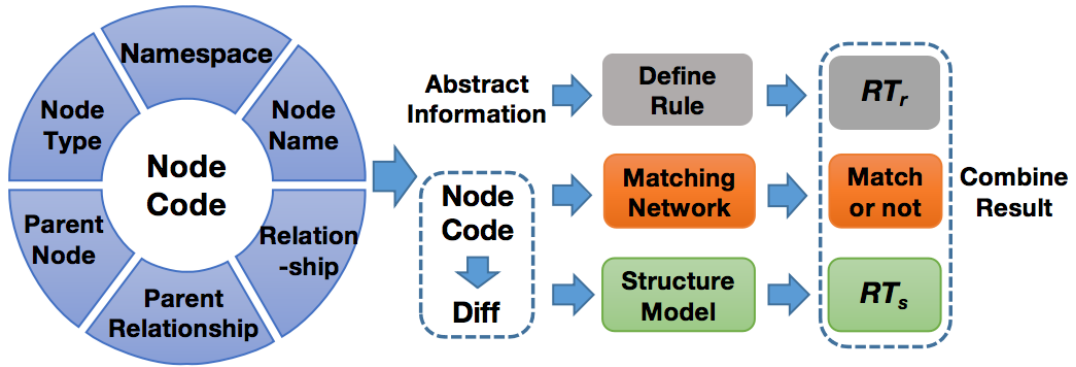 Namespace
Node
Type
Node
Name
Node
Code
Parent
Node
Relation
-ship
Parent
Relationship
Abstract
Information
Define
Rule
RTr
Node
Code
Diff
Matching
Network
Match
or not
Structure
Model
RTs
Combine
Result